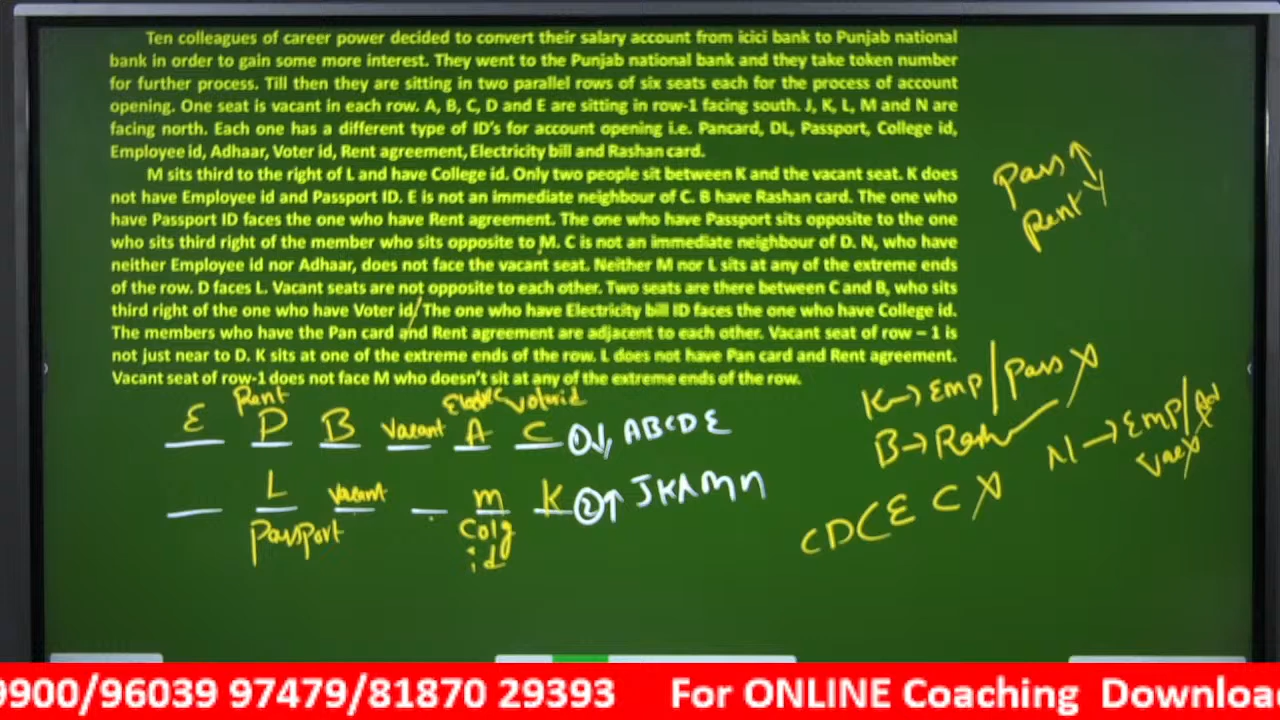 Ten colleagues of career power decided to convert their salary account from icici bank to Punjab national
bank in order to gain some more interest. They went to the Punjab national bank and they take token number
for further process. Till then they are sitting in two parallel rows of six seats each for the process of account
opening. One seat is vacant in each row. A, B, C, D and E are sitting in row-1 facing south. J, K, L, M and N are
facing north. Each one has a different type of ID's for account opening i.e. Pancard, DL, Passport, College id,
Employee id, Adhaar, Voter id, Rent agreement, Electricity bill and Rashan card.
M sits third to the right of L and have College id. Only two people sit between K and the vacant seat. K does
not have Employee id and Passport ID. E is not an immediate neighbour of C. B have Rashan card. The one who
have Passport ID faces the one who have Rent agreement. The one who have Passport sits opposite to the one
who sits third right of the member who sits opposite to M. C is not an immediate neighbour of D. N, who have
neither Employee id nor Adhaar, does not face the vacant seat. Neither M nor L sits at any of the extreme ends
of the row. D faces L. Vacant seats are not opposite to each other. Two seats are there between C and B, who sits
third right of the one who have Voter id/ The one who have Electricity bill ID faces the one who have College id.
The members who have the Pan card and Rent agreement are adjacent to each other. Vacant seat of row – 1 is
not just near to D. K sits at one of the extreme ends of the row. L does not have Pan card and Rent agreement.
Vacant seat of row-1 does not face M who doesn't sit at any of the extreme ends of the row.
Pass ↑
Rent
Rent voterid
E D B Vacant A C ① ↓ A B C D E
K → Emp/Pass X
B → Rash
N → Emp/
L Vacant m K ② ↑ J K L M N
Passport Colg id
9900/96039 97479/81870 29393 For ONLINE Coaching Downloa